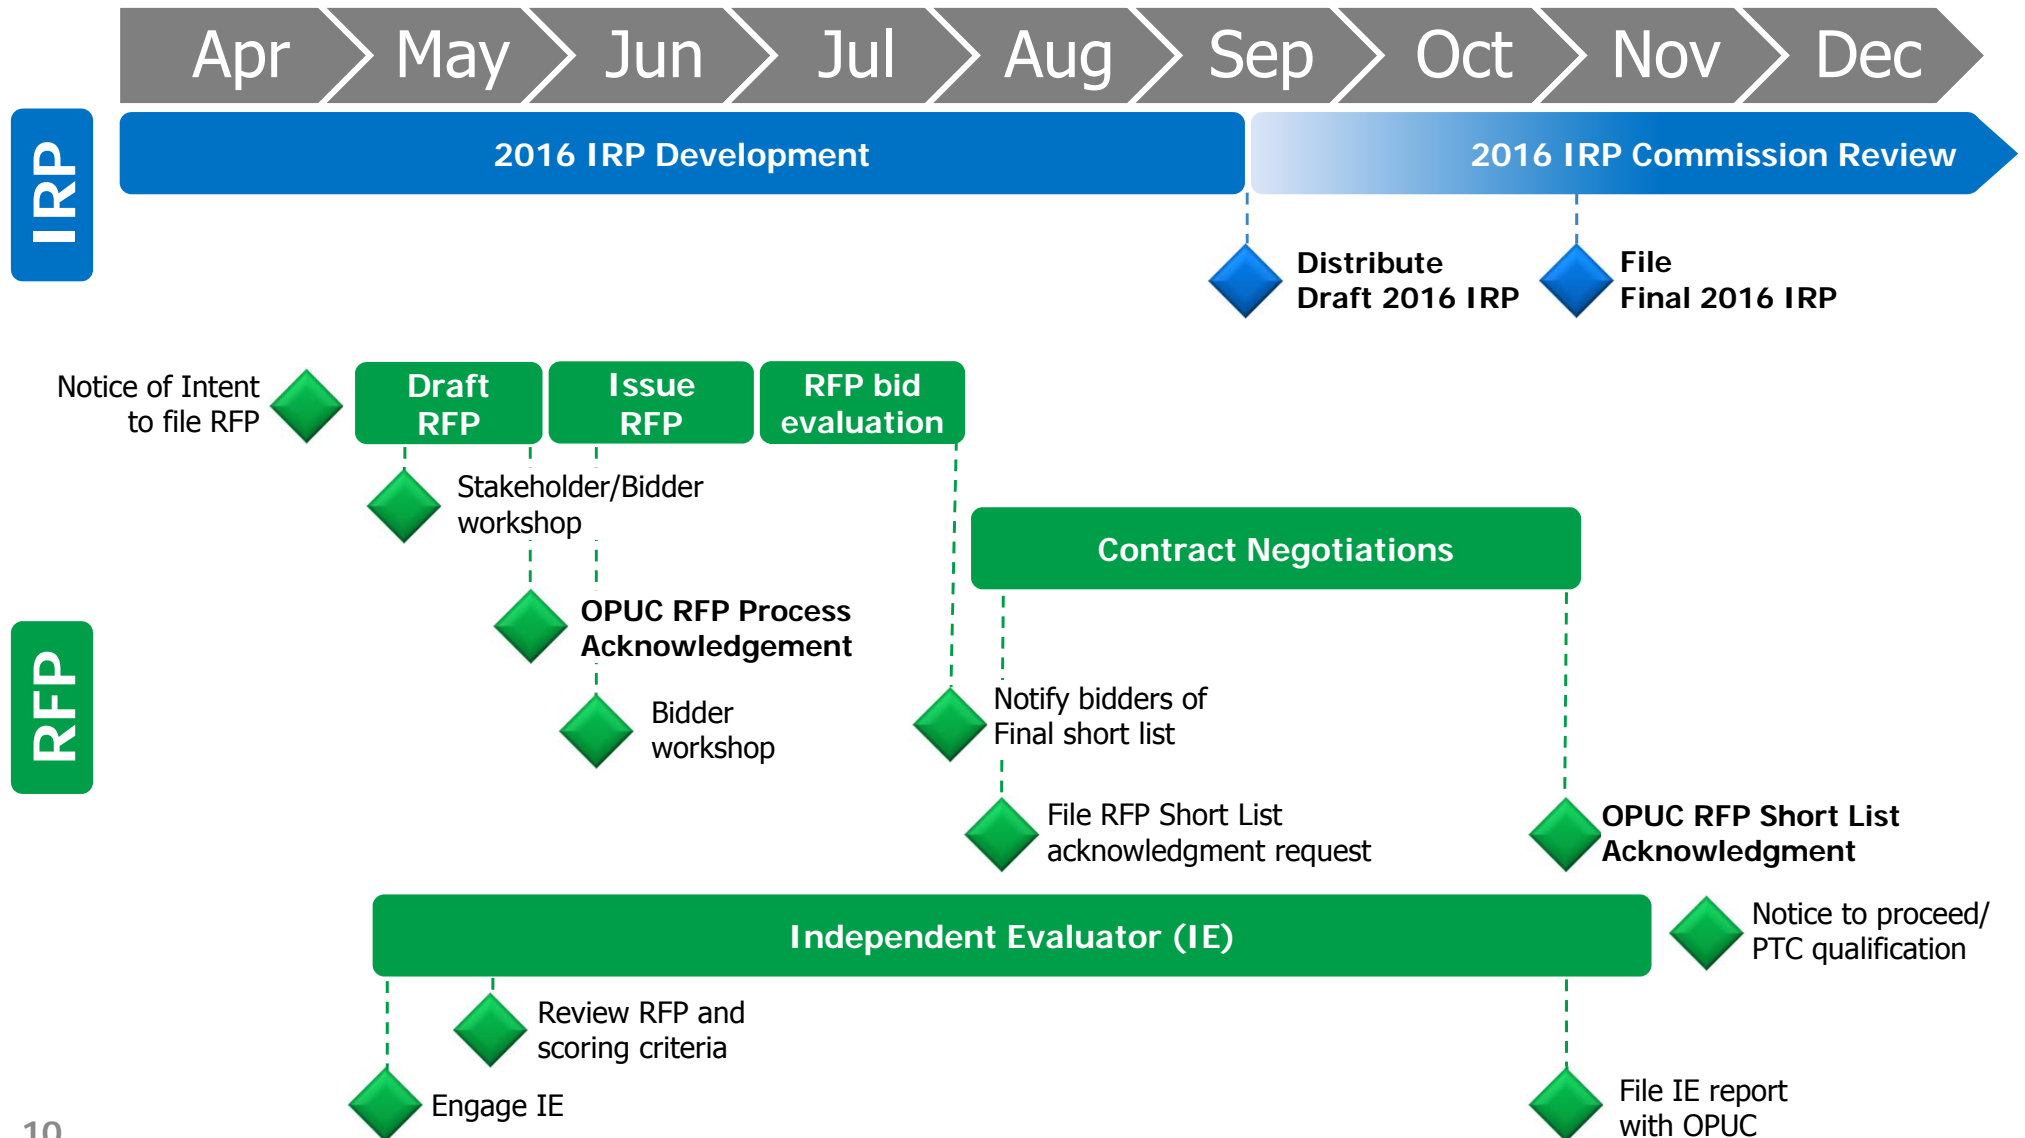 Apr
May
Jun
Jul
Aug
Sep
Oct
Nov
Dec
IRP
2016 IRP Development
2016 IRP Commission Review
Distribute
Draft 2016 IRP
File
Final 2016 IRP
RFP
Notice of Intent
to file RFP
Draft
RFP
Issue
RFP
RFP bid
evaluation
Stakeholder/Bidder
workshop
Contract Negotiations
OPUC RFP Process
Acknowledgement
Bidder
workshop
Notify bidders of
Final short list
File RFP Short List
acknowledgment request
OPUC RFP Short List
Acknowledgment
Independent Evaluator (IE)
Notice to proceed/
PTC qualification
Review RFP and
scoring criteria
Engage IE
File IE report
with OPUC
10